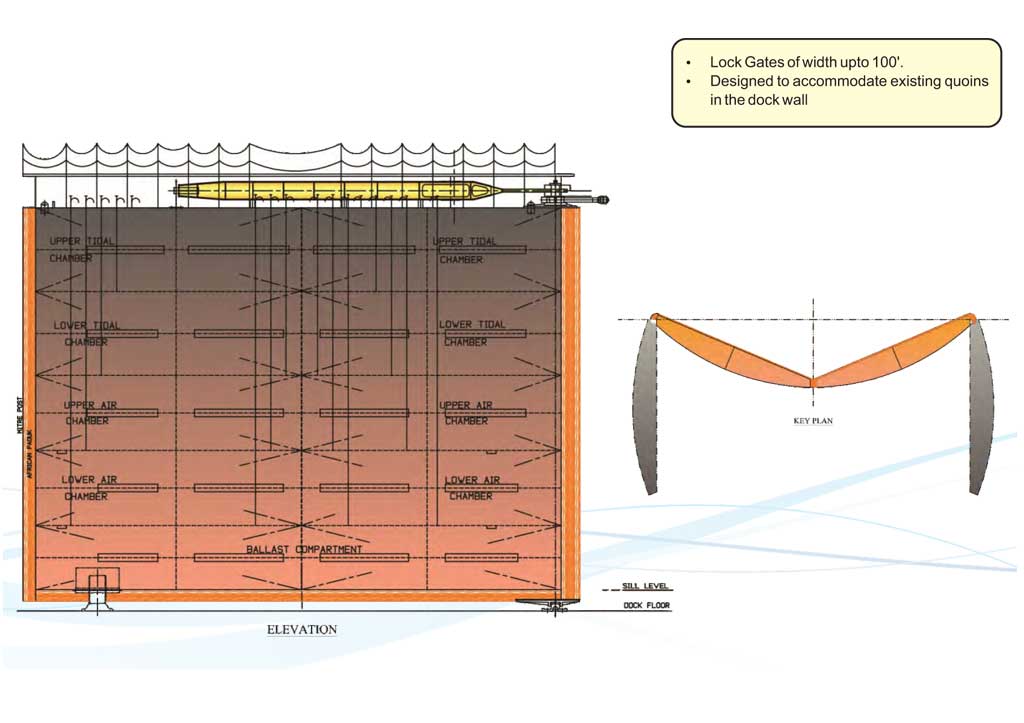 • Lock Gates of width upto 100'.
• Designed to accommodate existing quoins
in the dock wall
UPPER TIDAL
CHAMBER
UPPER TIDAL
CHAMBER
LOWER TIDAL
CHAMBER
LOWER TIDAL
CHAMBER
UPPER AIR
CHAMBER
UPPER AIR
CHAMBER
LOWER AIR
CHAMBER
LOWER AIR
CHAMBER
BALLAST COMPARTMENT
MITRE POST
AFRICAN PADUK
KEY PLAN
SILL LEVEL
DOCK FLOOR
ELEVATION